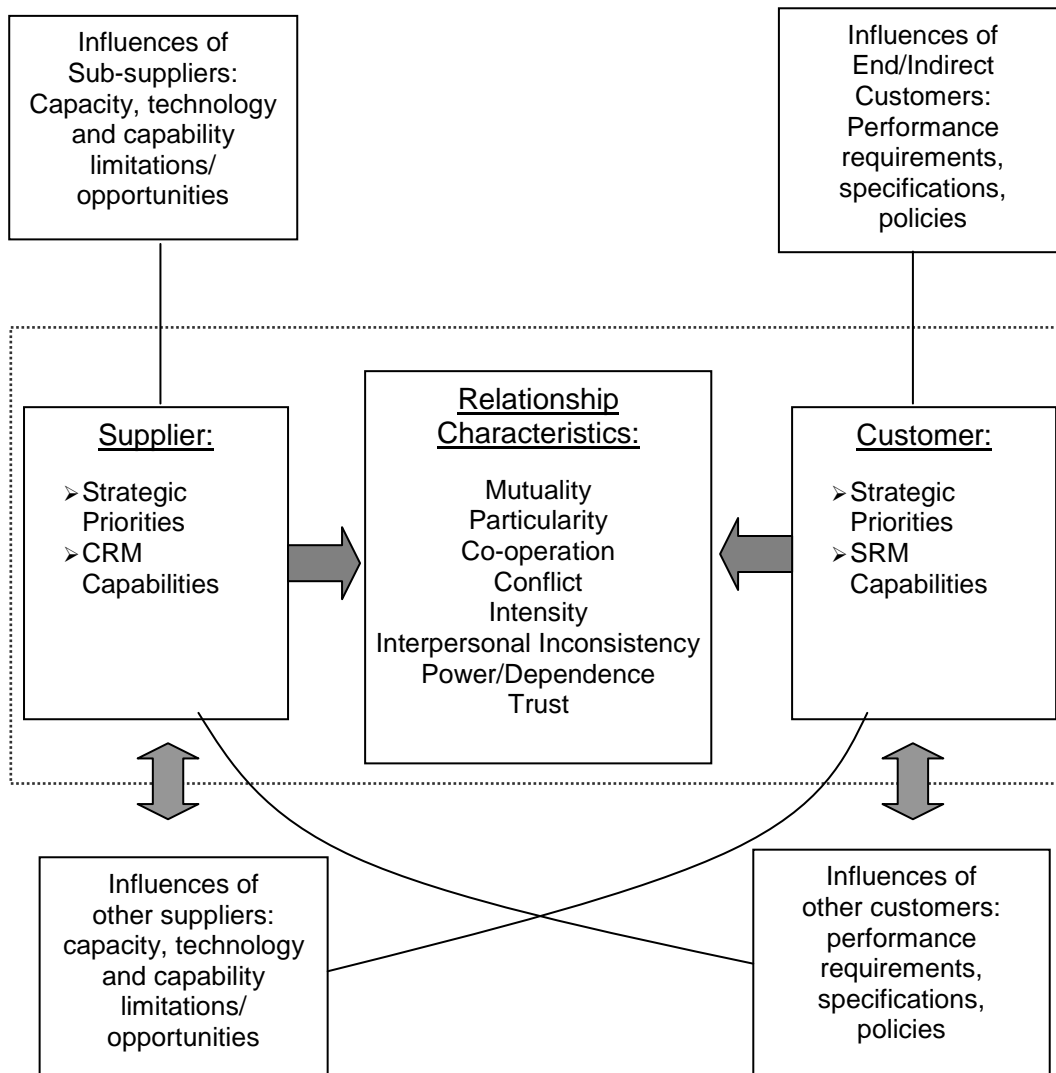 Influences of
Sub-suppliers:
Capacity, technology
and capability
limitations/
opportunities
Influences of
End/Indirect
Customers:
Performance
requirements,
specifications,
policies
Supplier:
➢Strategic
Priorities
➢CRM
Capabilities
Relationship
Characteristics:
Mutuality
Particularity
Co-operation
Conflict
Intensity
Interpersonal Inconsistency
Power/Dependence
Trust
Customer:
➢Strategic
Priorities
➢SRM
Capabilities
Influences of
other suppliers:
capacity, technology
and capability
limitations/
opportunities
Influences of
other customers:
performance
requirements,
specifications,
policies